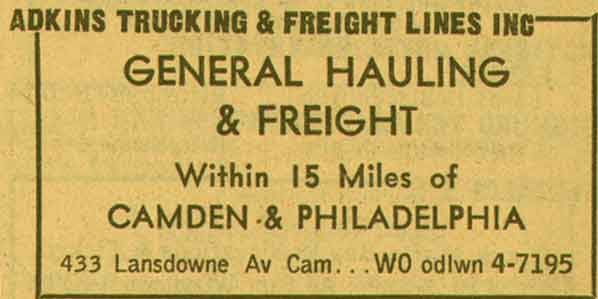 ADKINS TRUCKING & FREIGHT LINES INC
GENERAL HAULING
& FREIGHT
Within 15 Miles of
CAMDEN & PHILADELPHIA
433 Lansdowne Av Cam...WO odlwn 4-7195